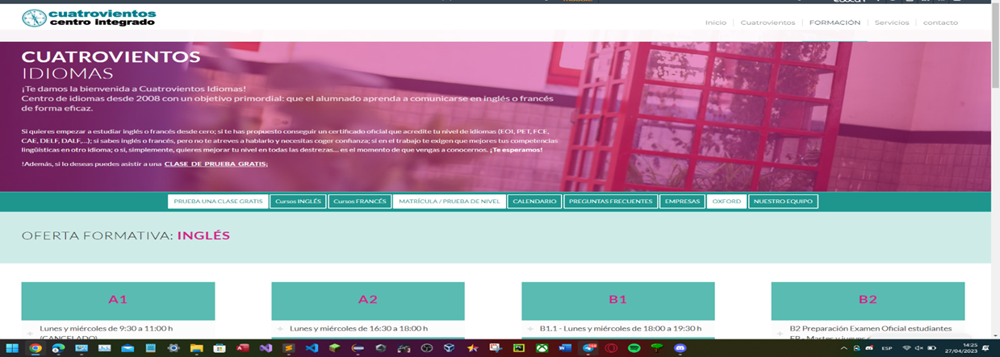 cuatrovientos
centro integrado
Inicio
Cuatrovientos
FORMACIÓN
Servicios
contacto
CUATROVIENTOS
IDIOMAS
¡Te damos la bienvenida a Cuatrovientos Idiomas!
Centro de idiomas desde 2008 con un objetivo primordial: que el alumnado aprenda a comunicarse en inglés o francés
de forma eficaz.
Si quieres empezar a estudiar inglés o francés desde cero; si te has propuesto conseguir un certificado oficial que acredite tu nivel de idiomas (EOI, PET, FCE,
CAE, DELF, DALF,...); si sabes inglés o francés, pero no te atreves a hablarlo y necesitas coger confianza; si en el trabajo te exigen que mejores tus competencias
lingüísticas en otro idioma; o si, simplemente, quieres mejorar tu nivel en todas las destrezas... es el momento de que vengas a conocernos. ¡Te esperamos!
!Además, si lo deseas puedes asistir a una CLASE DE PRUEBA GRATIS¡
PRUEBA UNA CLASE GRATIS
Cursos INGLÉS
Cursos FRANCÉS
MATRÍCULA / PRUEBA DE NIVEL
CALENDARIO
PREGUNTAS FRECUENTES
EMPRESAS
OXFORD
NUESTRO EQUIPO
OFERTA FORMATIVA: INGLÉS
A1
A2
B1
B2
Lunes y miércoles de 9:30 a 11:00 h
(CANCELADO)
Lunes y miércoles de 16:30 a 18:00 h
B1.1 - Lunes y miércoles de 18:00 a 19:30 h
B2 Preparación Examen Oficial estudiantes
ESP
14:25
27/04/2023